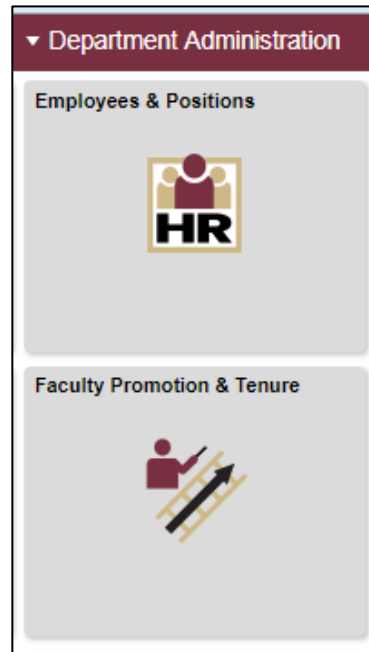 Department Administration
Employees & Positions
HR
Faculty Promotion & Tenure